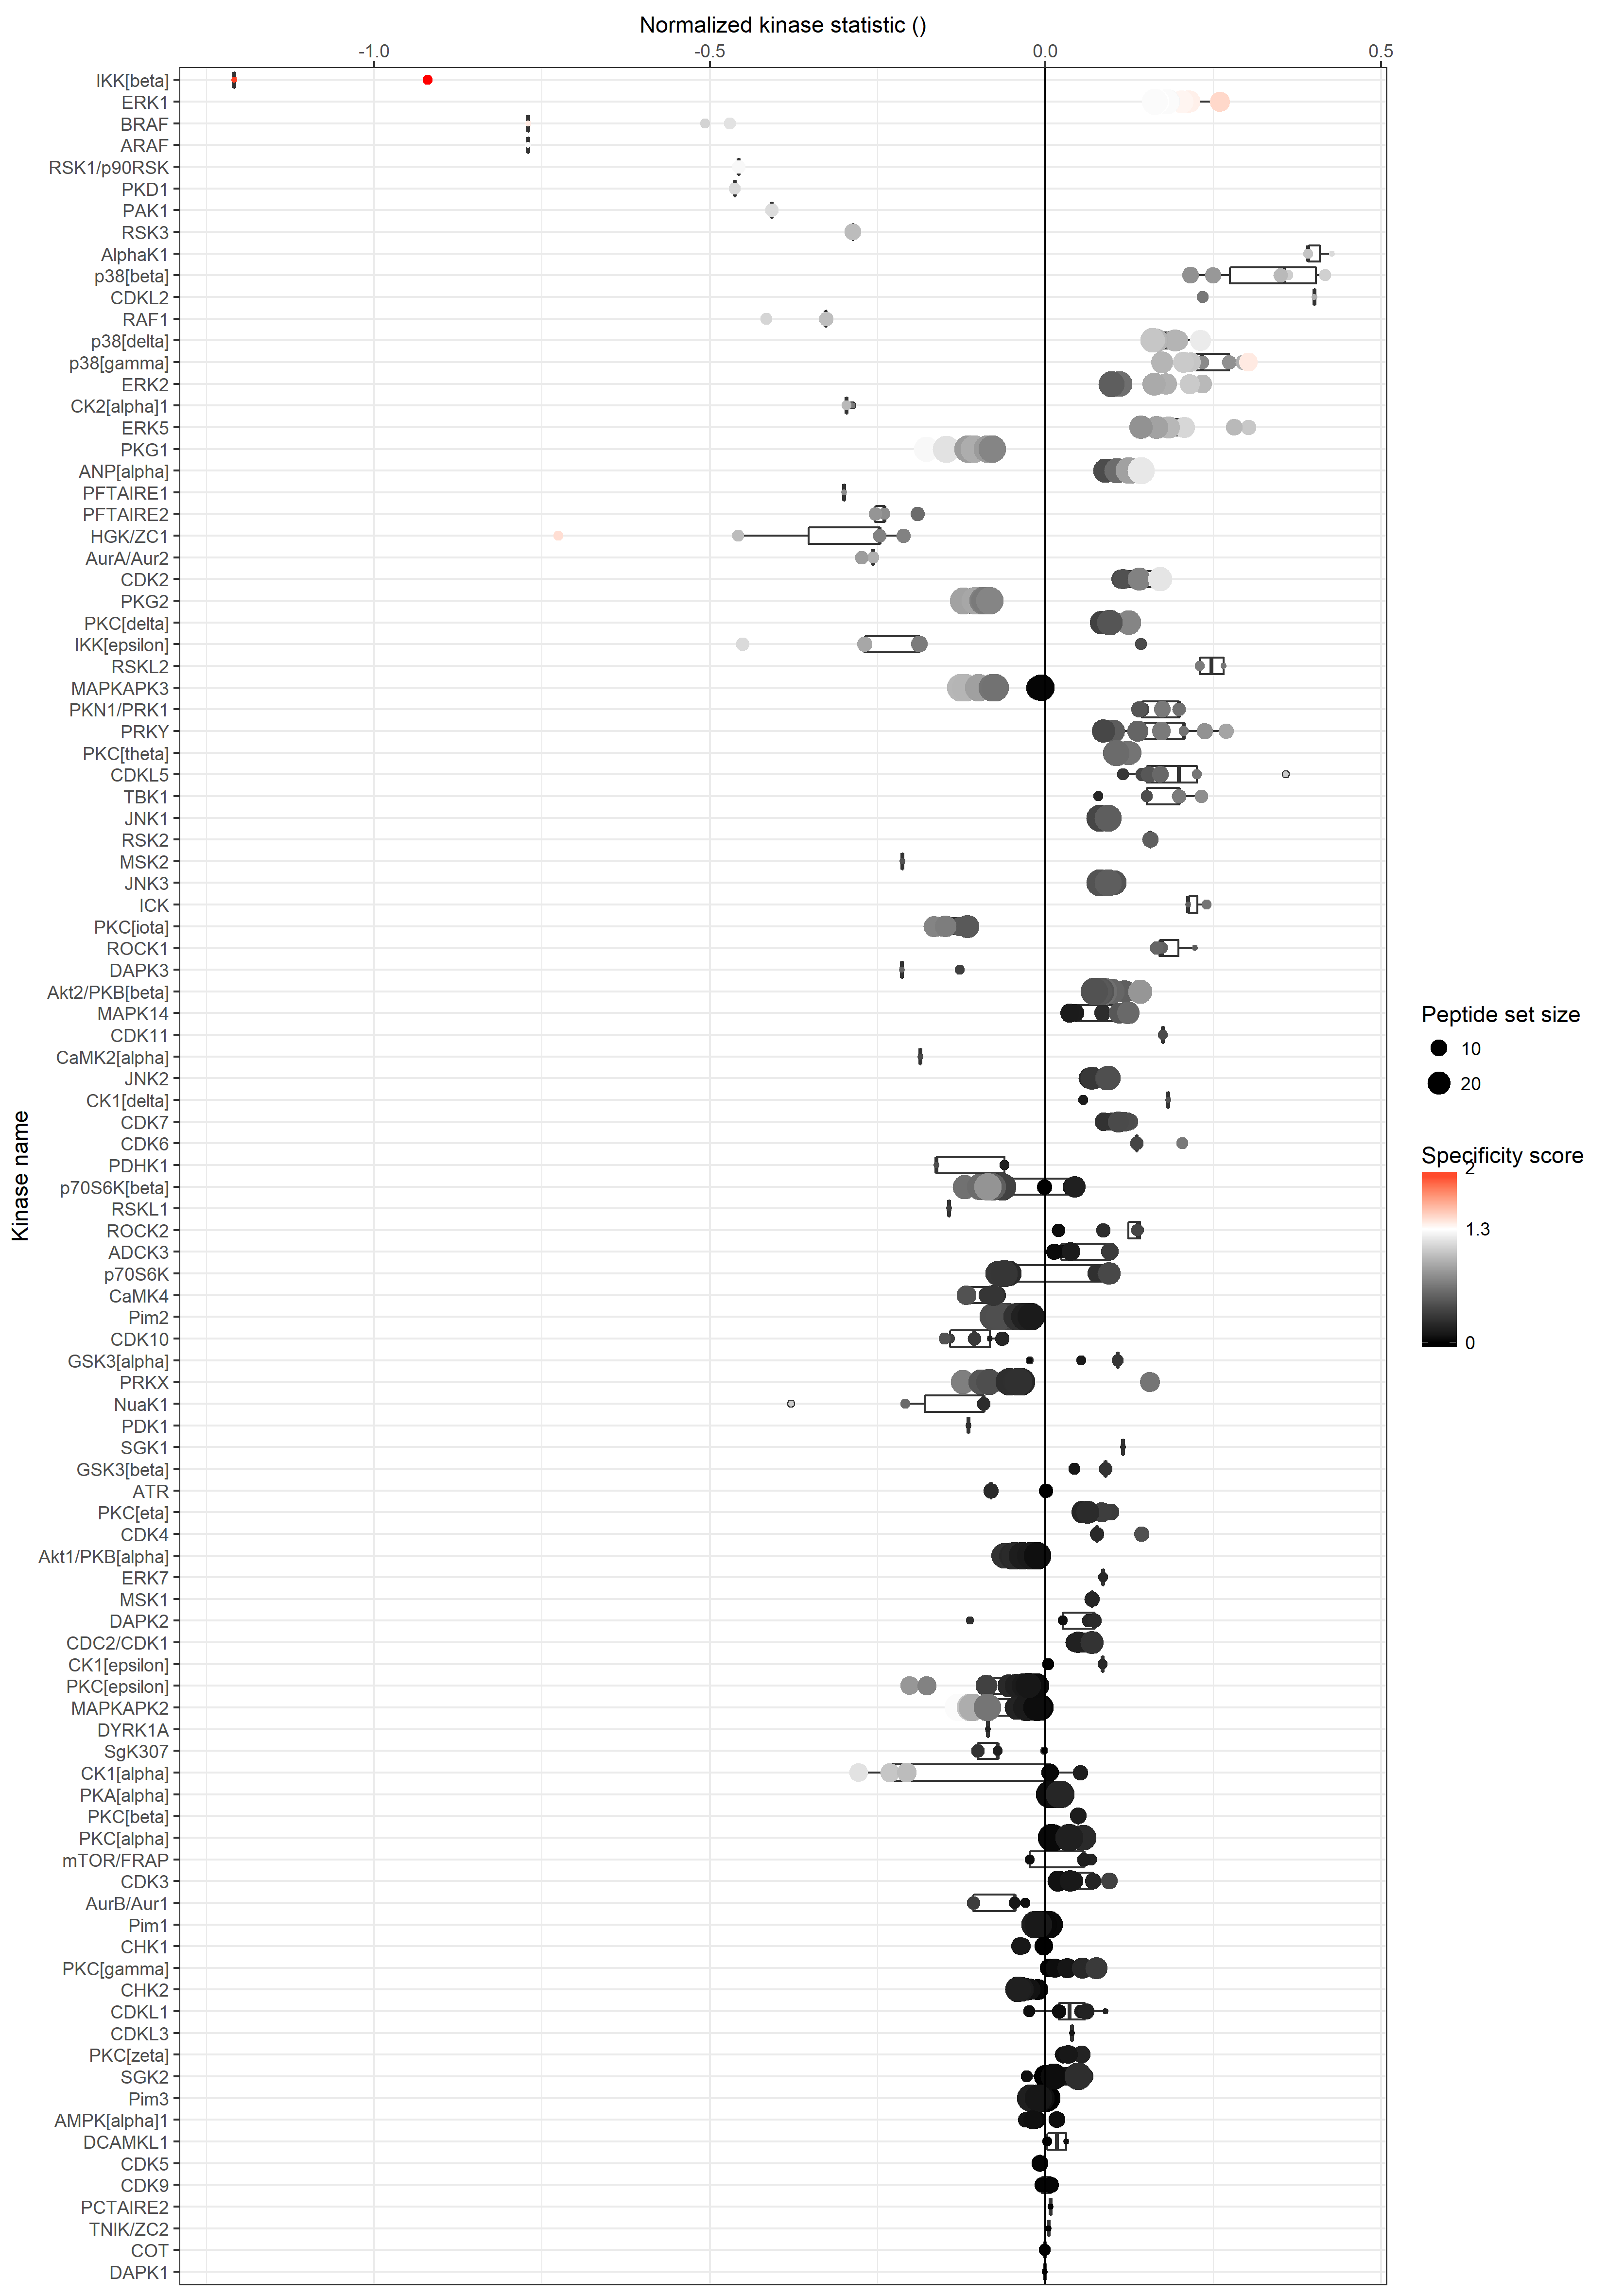 Normalized kinase statistic ()
-1.0 -0.5 0.0 0.5
Kinase name
IKK[beta]
ERK1
BRAF
ARAF
RSK1/p90RSK
PKD1
PAK1
RSK3
AlphaK1
p38[beta]
CDKL2
RAF1
p38[delta]
p38[gamma]
ERK2
CK2[alpha]1
ERK5
PKG1
ANP[alpha]
PFTAIRE1
PFTAIRE2
HGK/ZC1
AurA/Aur2
CDK2
PKG2
PKC[delta]
IKK[epsilon]
RSKL2
MAPKAPK3
PKN1/PRK1
PRKY
PKC[theta]
CDKL5
TBK1
JNK1
RSK2
MSK2
JNK3
ICK
PKC[iota]
ROCK1
DAPK3
Akt2/PKB[beta]
MAPK14
CDK11
CaMK2[alpha]
JNK2
CK1[delta]
CDK7
CDK6
PDHK1
p70S6K[beta]
RSKL1
ROCK2
ADCK3
p70S6K
CaMK4
Pim2
CDK10
GSK3[alpha]
PRKX
NuaK1
PDK1
SGK1
GSK3[beta]
ATR
PKC[eta]
CDK4
Akt1/PKB[alpha]
ERK7
MSK1
DAPK2
CDC2/CDK1
CK1[epsilon]
PKC[epsilon]
MAPKAPK2
DYRK1A
SgK307
CK1[alpha]
PKA[alpha]
PKC[beta]
PKC[alpha]
mTOR/FRAP
CDK3
AurB/Aur1
Pim1
CHK1
PKC[gamma]
CHK2
CDKL1
CDKL3
PKC[zeta]
SGK2
Pim3
AMPK[alpha]1
DCAMKL1
CDK5
CDK9
PCTAIRE2
TNIK/ZC2
COT
DAPK1
Peptide set size
10
20
Specificity score
2
1.3
0